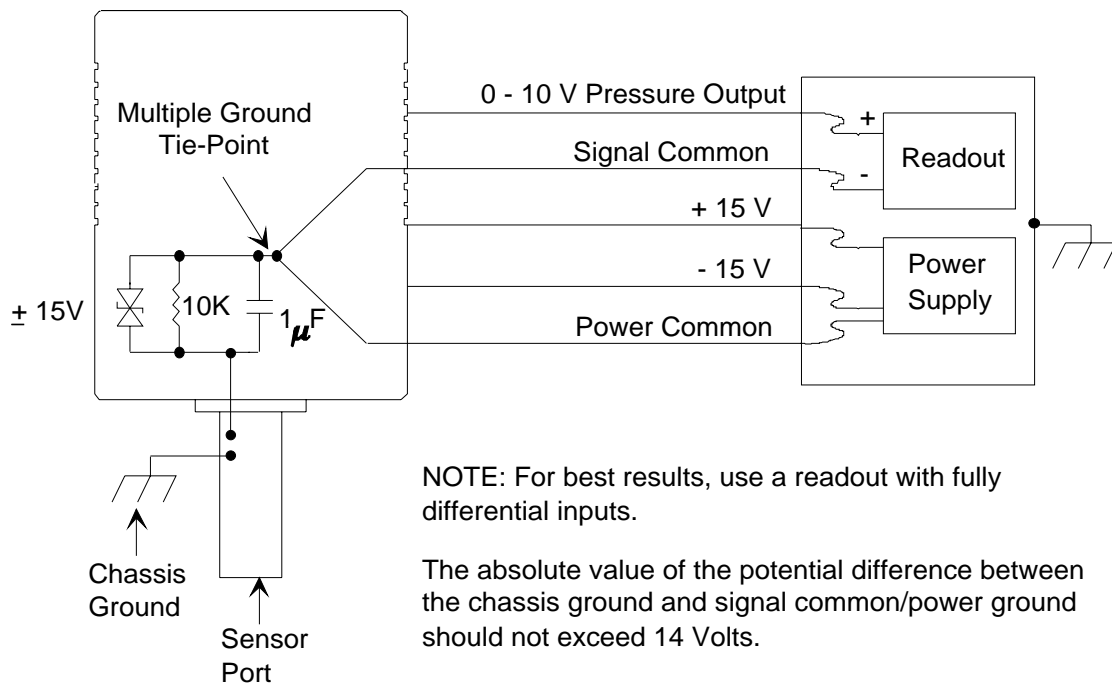 0 - 10 V Pressure Output
Multiple Ground
Tie-Point
Signal Common
+
-
Readout
+ 15 V
- 15 V
Power
Supply
± 15V
10K
1µF
Power Common
NOTE: For best results, use a readout with fully
differential inputs.
The absolute value of the potential difference between
the chassis ground and signal common/power ground
should not exceed 14 Volts.
Chassis
Ground
Sensor
Port